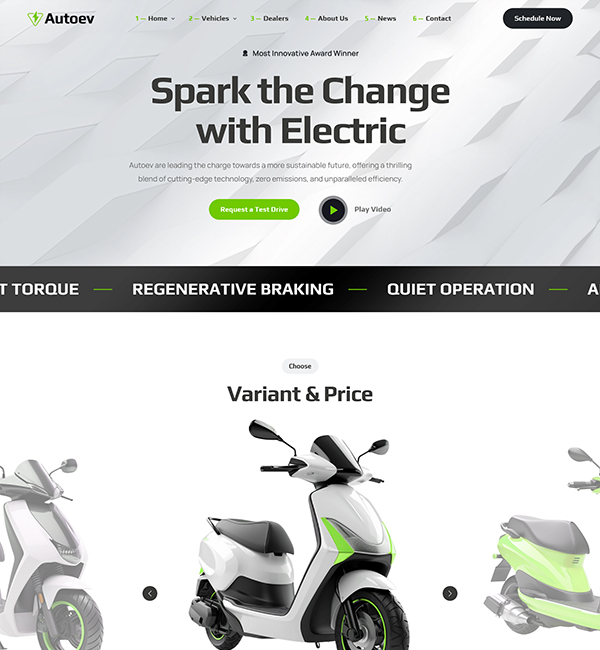 Autoev
1 — Home
2 — Vehicles
3 — Dealers
4 — About Us
5 — News
6 — Contact
Schedule Now
Most Innovative Award Winner
Spark the Change
with Electric
Autoev are leading the charge towards a more sustainable future, offering a thrilling
blend of cutting-edge technology, zero emissions, and unparalleled efficiency.
Request a Test Drive
Play Video
T TORQUE — REGENERATIVE BRAKING — QUIET OPERATION — A
Choose
Variant & Price